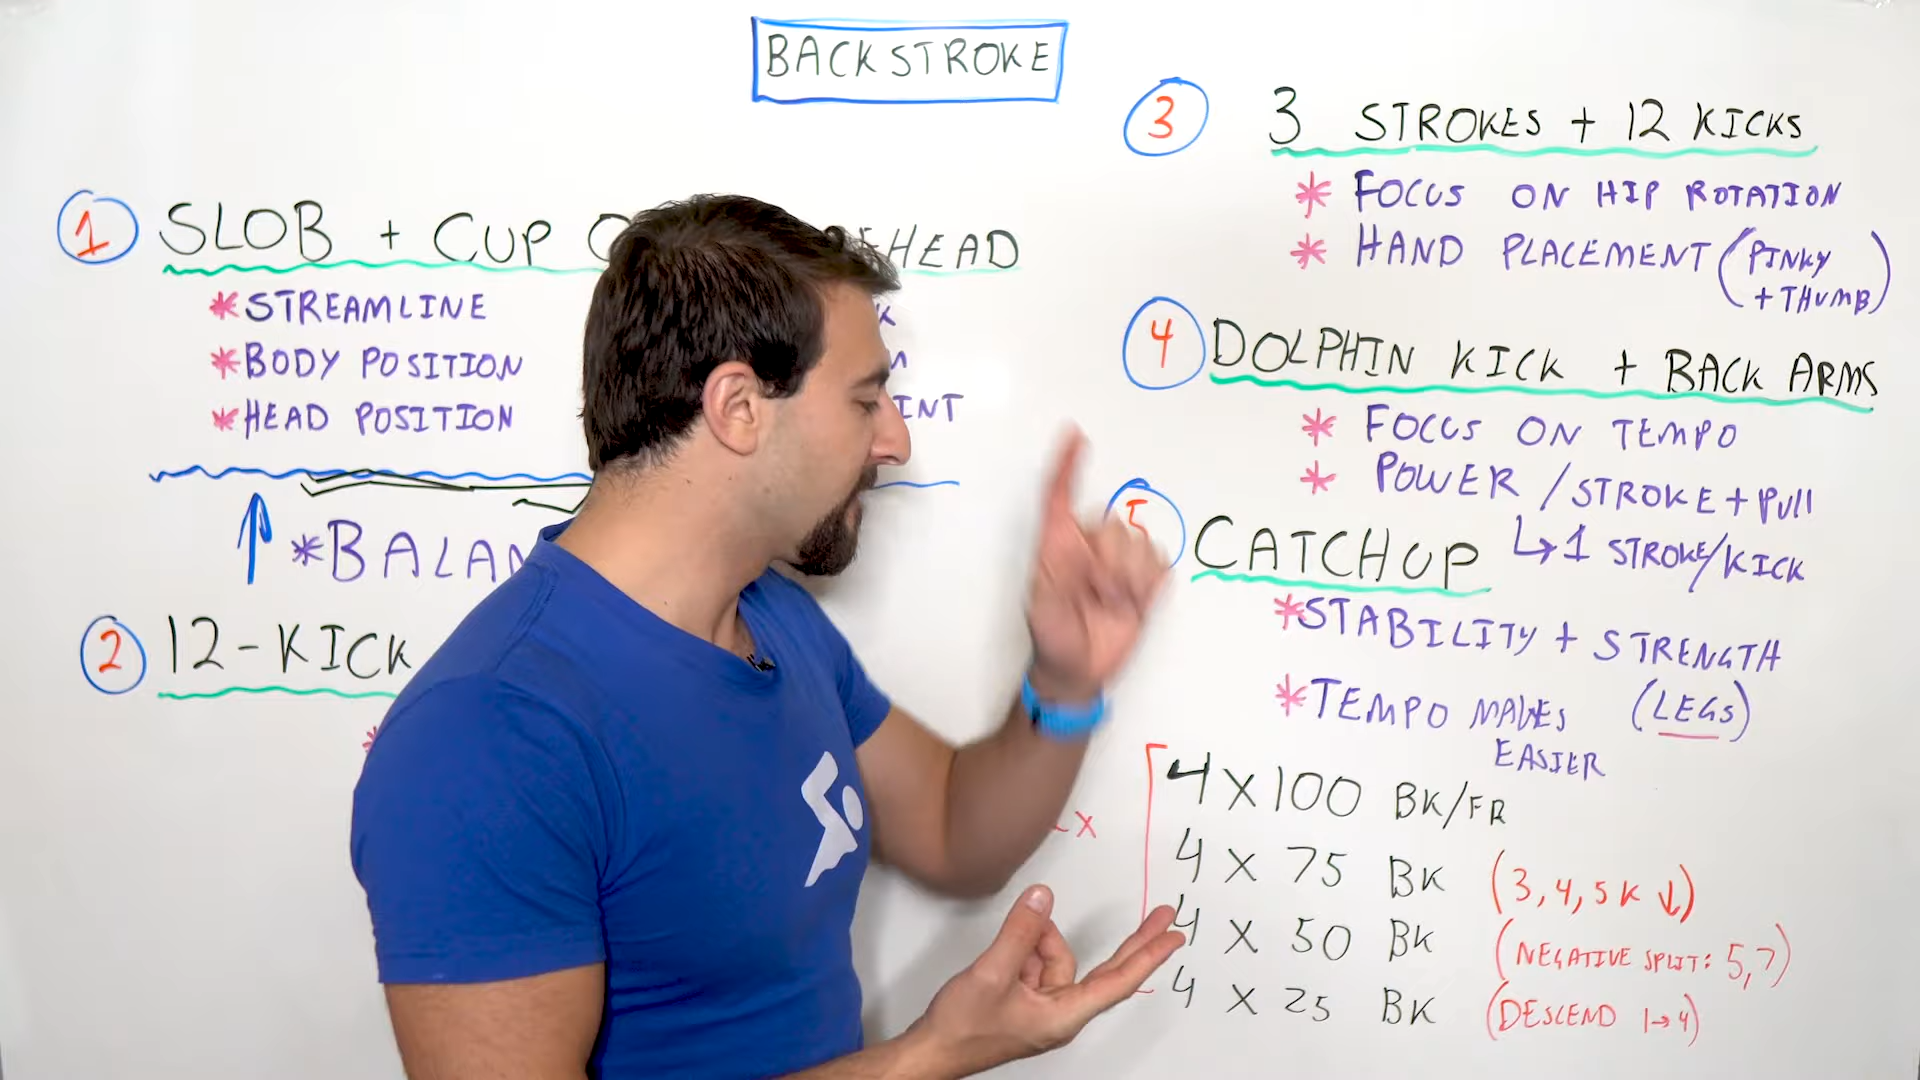 BACKSTROKE
1 SLOB + CUP EHEAD
* STREAMLINE
* BODY POSITION
* HEAD POSITION
INT
*BALAN
2 12-KICK
3 3 STROKES + 12 KICKS
* FOCUS ON HIP ROTATION
* HAND PLACEMENT (PINKY
+ THUMB)
4 DOLPHIN KICK + BACK ARMS
* FOCUS ON TEMPO
* POWER / STROKE + PULL
↳ 1 STROKE/KICK
5 CATCHUP
*STABILITY + STRENGTH
(LEGS)
*TEMPO MAKES
EASIER
4 X 100 BK/FR
4 X 75 BK (3, 4, 5 K ↓)
4 X 50 BK (NEGATIVE SPLIT: 5, 7)
4 X 25 BK (DESCEND 1→4)